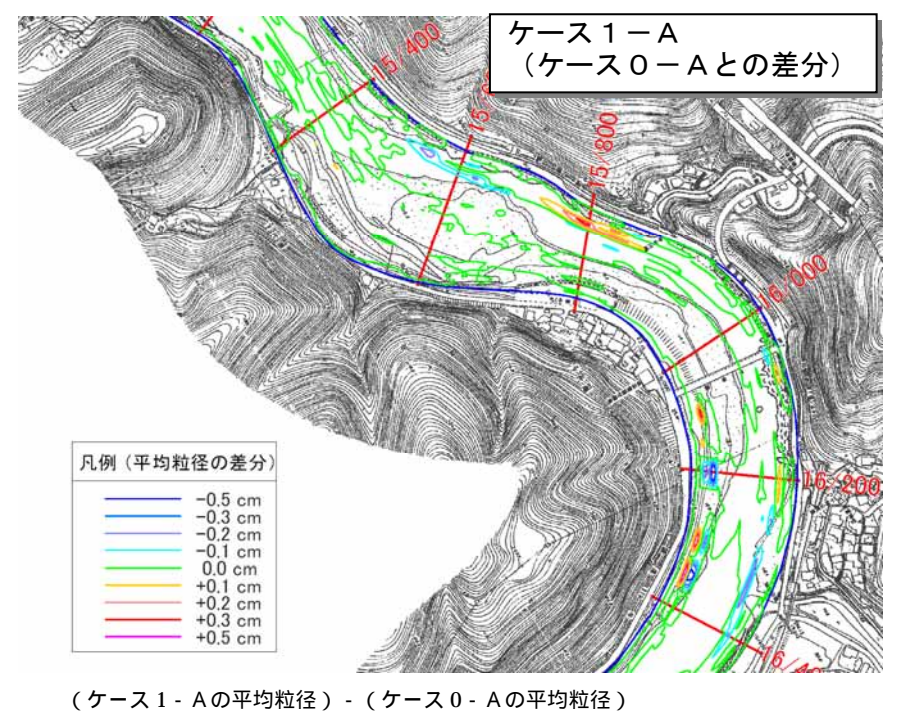 ケース１－Ａ
（ケース０－Ａとの差分）
15/400
15/800
16/000
16/200
凡例（平均粒径の差分）
-0.5 cm
-0.3 cm
-0.2 cm
-0.1 cm
0.0 cm
+0.1 cm
+0.2 cm
+0.3 cm
+0.5 cm
（ケース1 - Aの平均粒径）-（ケース0 - Aの平均粒径）